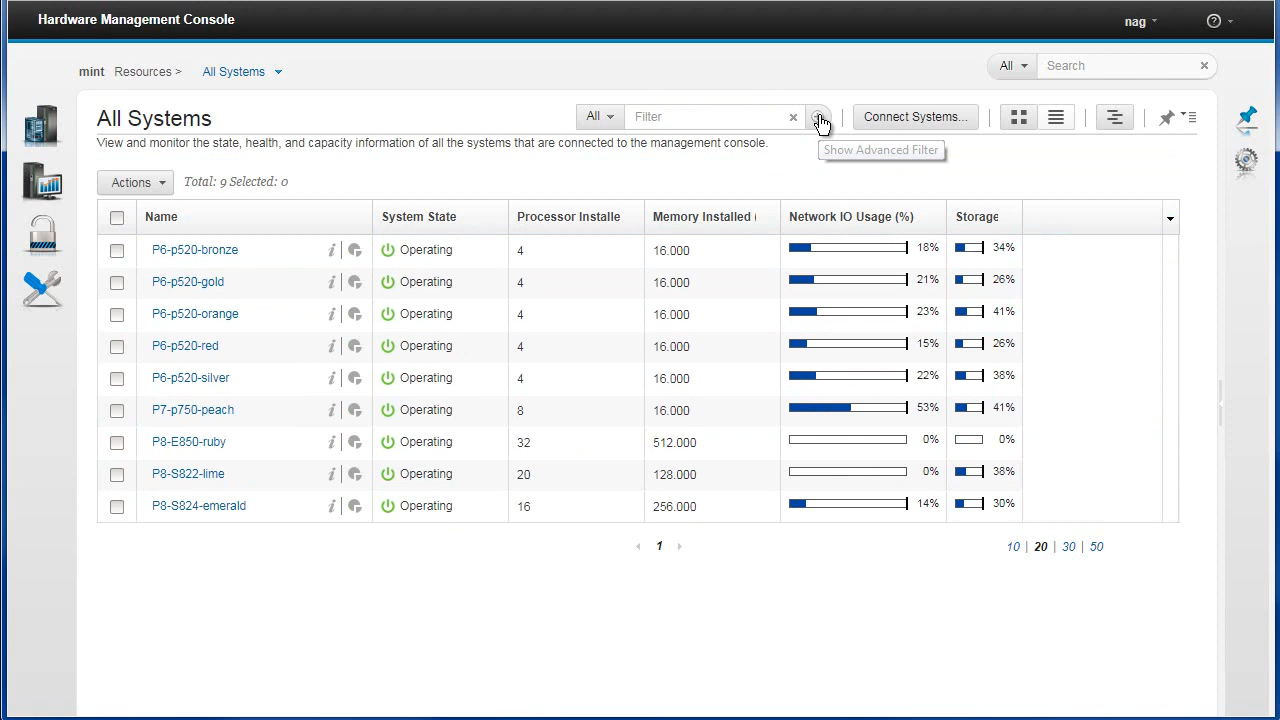 Hardware Management Console
nag
mint Resources > All Systems
All Search
All Systems
All Filter
Connect Systems...
Show Advanced Filter
View and monitor the state, health, and capacity information of all the systems that are connected to the management console.
Actions
Total: 9 Selected: 0
Name System State Processor Installe Memory Installed ( Network IO Usage (%) Storage
P6-p520-bronze i Operating 4 16.000 18% 34%
P6-p520-gold i Operating 4 16.000 21% 26%
P6-p520-orange i Operating 4 16.000 23% 41%
P6-p520-red i Operating 4 16.000 15% 26%
P6-p520-silver i Operating 4 16.000 22% 38%
P7-p750-peach i Operating 8 16.000 53% 41%
P8-E850-ruby i Operating 32 512.000 0% 0%
P8-S822-lime i Operating 20 128.000 0% 38%
P8-S824-emerald i Operating 16 256.000 14% 30%
1
10 | 20 | 30 | 50